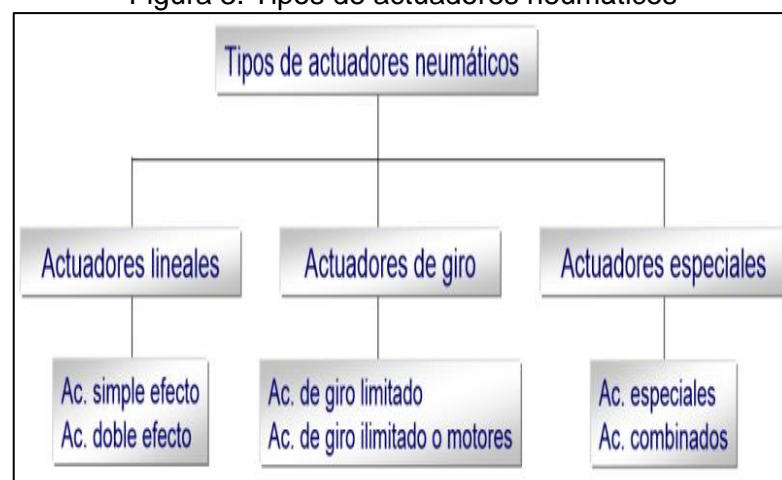 Tipos de actuadores neumáticos
Actuadores lineales
Actuadores de giro
Actuadores especiales
Ac. simple efecto
Ac. doble efecto
Ac. de giro limitado
Ac. de giro ilimitado o motores
Ac. especiales
Ac. combinados